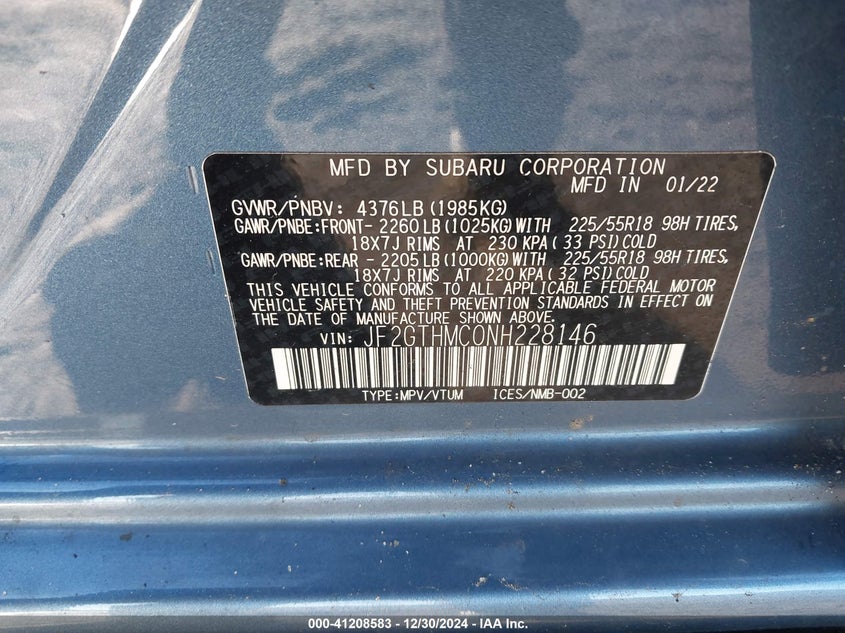 MFD BY SUBARU CORPORATION
MFD IN 01/22
GVWR/PNBV: 4376LB (1985KG)
GAWR/PNBE:FRONT- 2260 LB (1025KG) WITH 225/55R18 98H TIRES,
18X7J RIMS AT 230 KPA (33 PSI) COLD
GAWR/PNBE:REAR - 2205 LB (1000KG) WITH 225/55R18 98H TIRES,
18X7J RIMS AT 220 KPA (32 PSI) COLD
THIS VEHICLE CONFORMS TO ALL APPLICABLE FEDERAL MOTOR
VEHICLE SAFETY AND THEFT PREVENTION STANDARDS IN EFFECT ON
THE DATE OF MANUFACTURE SHOWN ABOVE.
VIN: JF2GTHMC0NH228146
TYPE:MPV/VTUM ICES/NMB-002
000-41208583 - 12/30/2024 - IAA Inc.